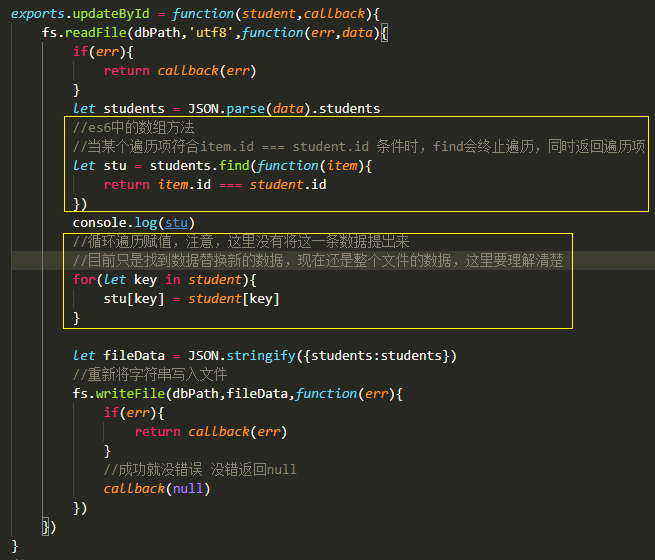 exports.updateById = function(student,callback){
fs.readFile(dbPath,'utf8',function(err,data){
if(err){
return callback(err)
}
let students = JSON.parse(data).students
//es6中的数组方法
//当某个遍历项符合item.id === student.id 条件时，find会终止遍历，同时返回遍历项
let stu = students.find(function(item){
return item.id === student.id
})
console.log(stu)
//循环遍历赋值，注意，这里没有将这一条数据提出来
//目前只是找到数据替换新的数据，现在还是整个文件的数据，这里要理解清楚
for(let key in student){
stu[key] = student[key]
}
let fileData = JSON.stringify({students:students})
//重新将字符串写入文件
fs.writeFile(dbPath,fileData,function(err){
if(err){
return callback(err)
}
//成功就没错误 没错返回null
callback(null)
})
})
}